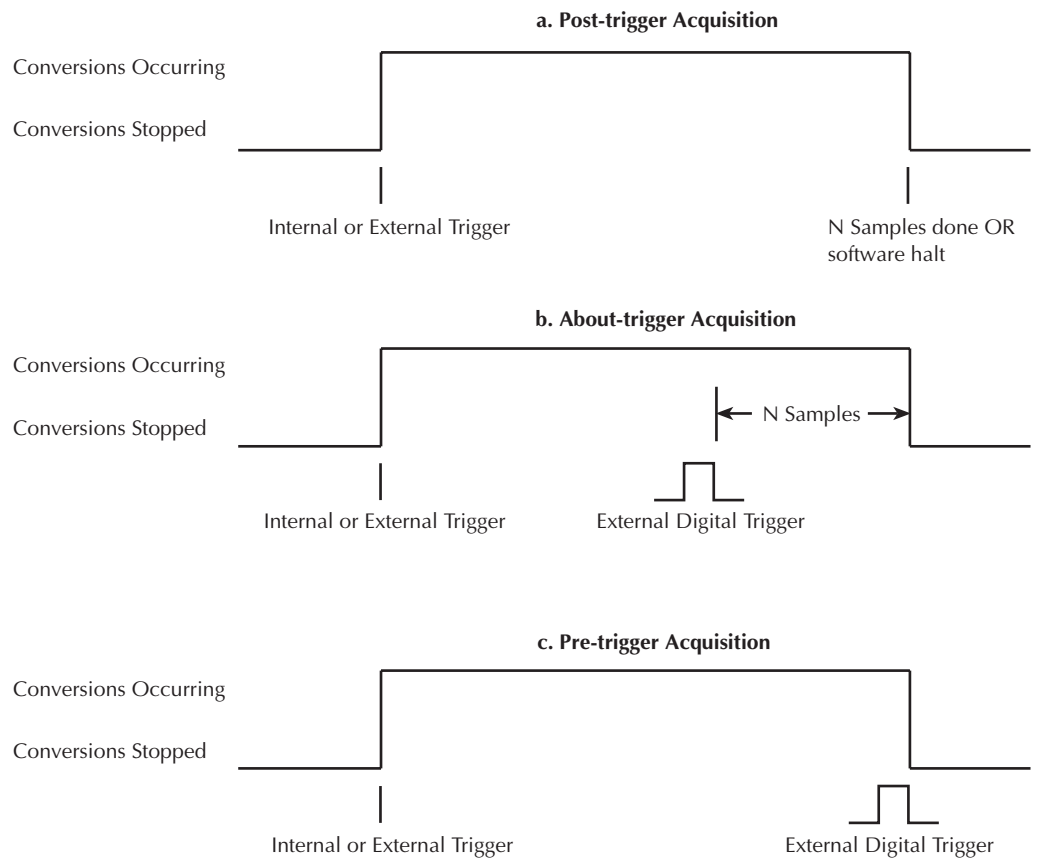 a. Post-trigger Acquisition
Conversions Occurring
Conversions Stopped
Internal or External Trigger
N Samples done OR
software halt
b. About-trigger Acquisition
Conversions Occurring
N Samples
Conversions Stopped
Internal or External Trigger
External Digital Trigger
c. Pre-trigger Acquisition
Conversions Occurring
Conversions Stopped
Internal or External Trigger
External Digital Trigger